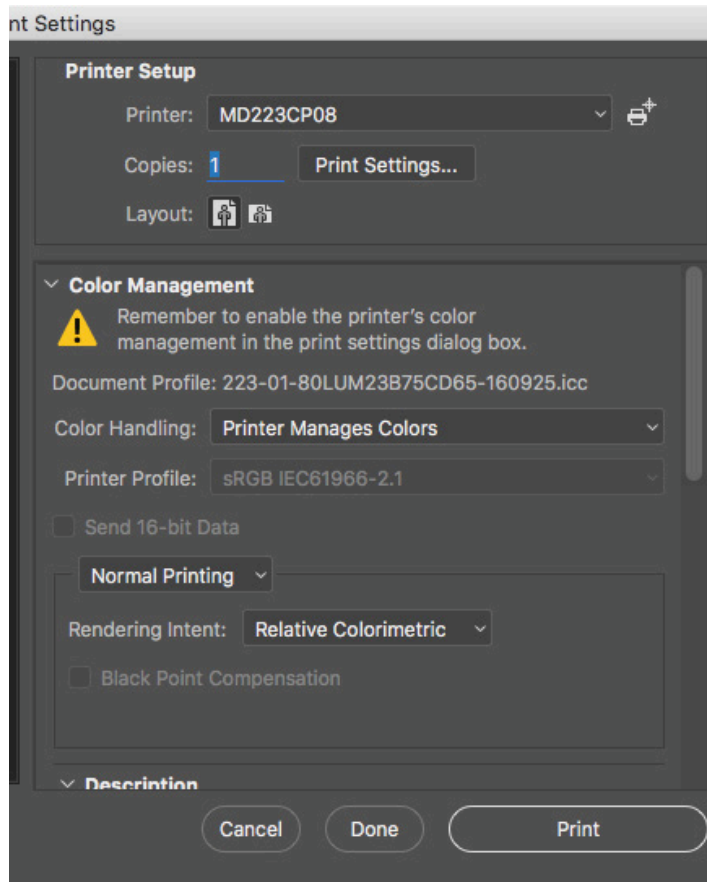 nt Settings
Printer Setup
Printer: MD223CP08
Copies: 1 Print Settings...
Layout:
Color Management
Remember to enable the printer's color
management in the print settings dialog box.
Document Profile: 223-01-80LUM23B75CD65-160925.icc
Color Handling: Printer Manages Colors
Printer Profile: sRGB IEC61966-2.1
Send 16-bit Data
Normal Printing
Rendering Intent: Relative Colorimetric
Black Point Compensation
Description
Cancel Done Print